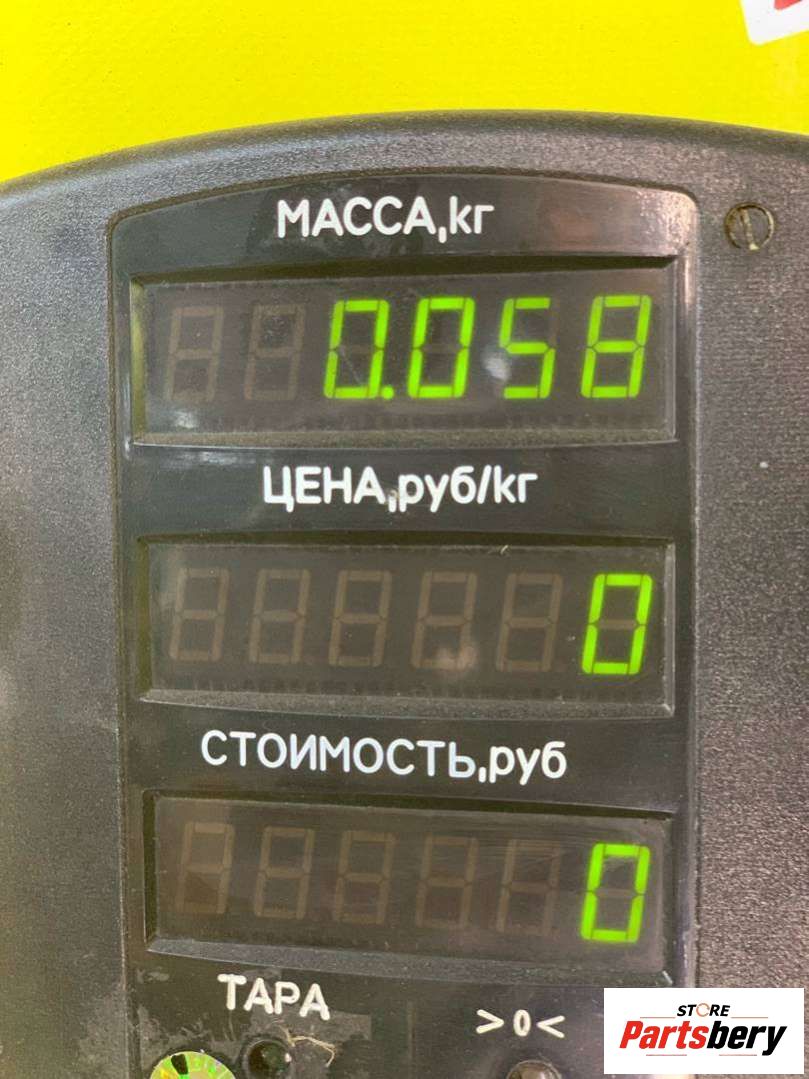 МАССА,кг
0.058
ЦЕНА,руб/кг
0
СТОИМОСТЬ,руб
0
ТАРА
>0<
STORE
Partsbery